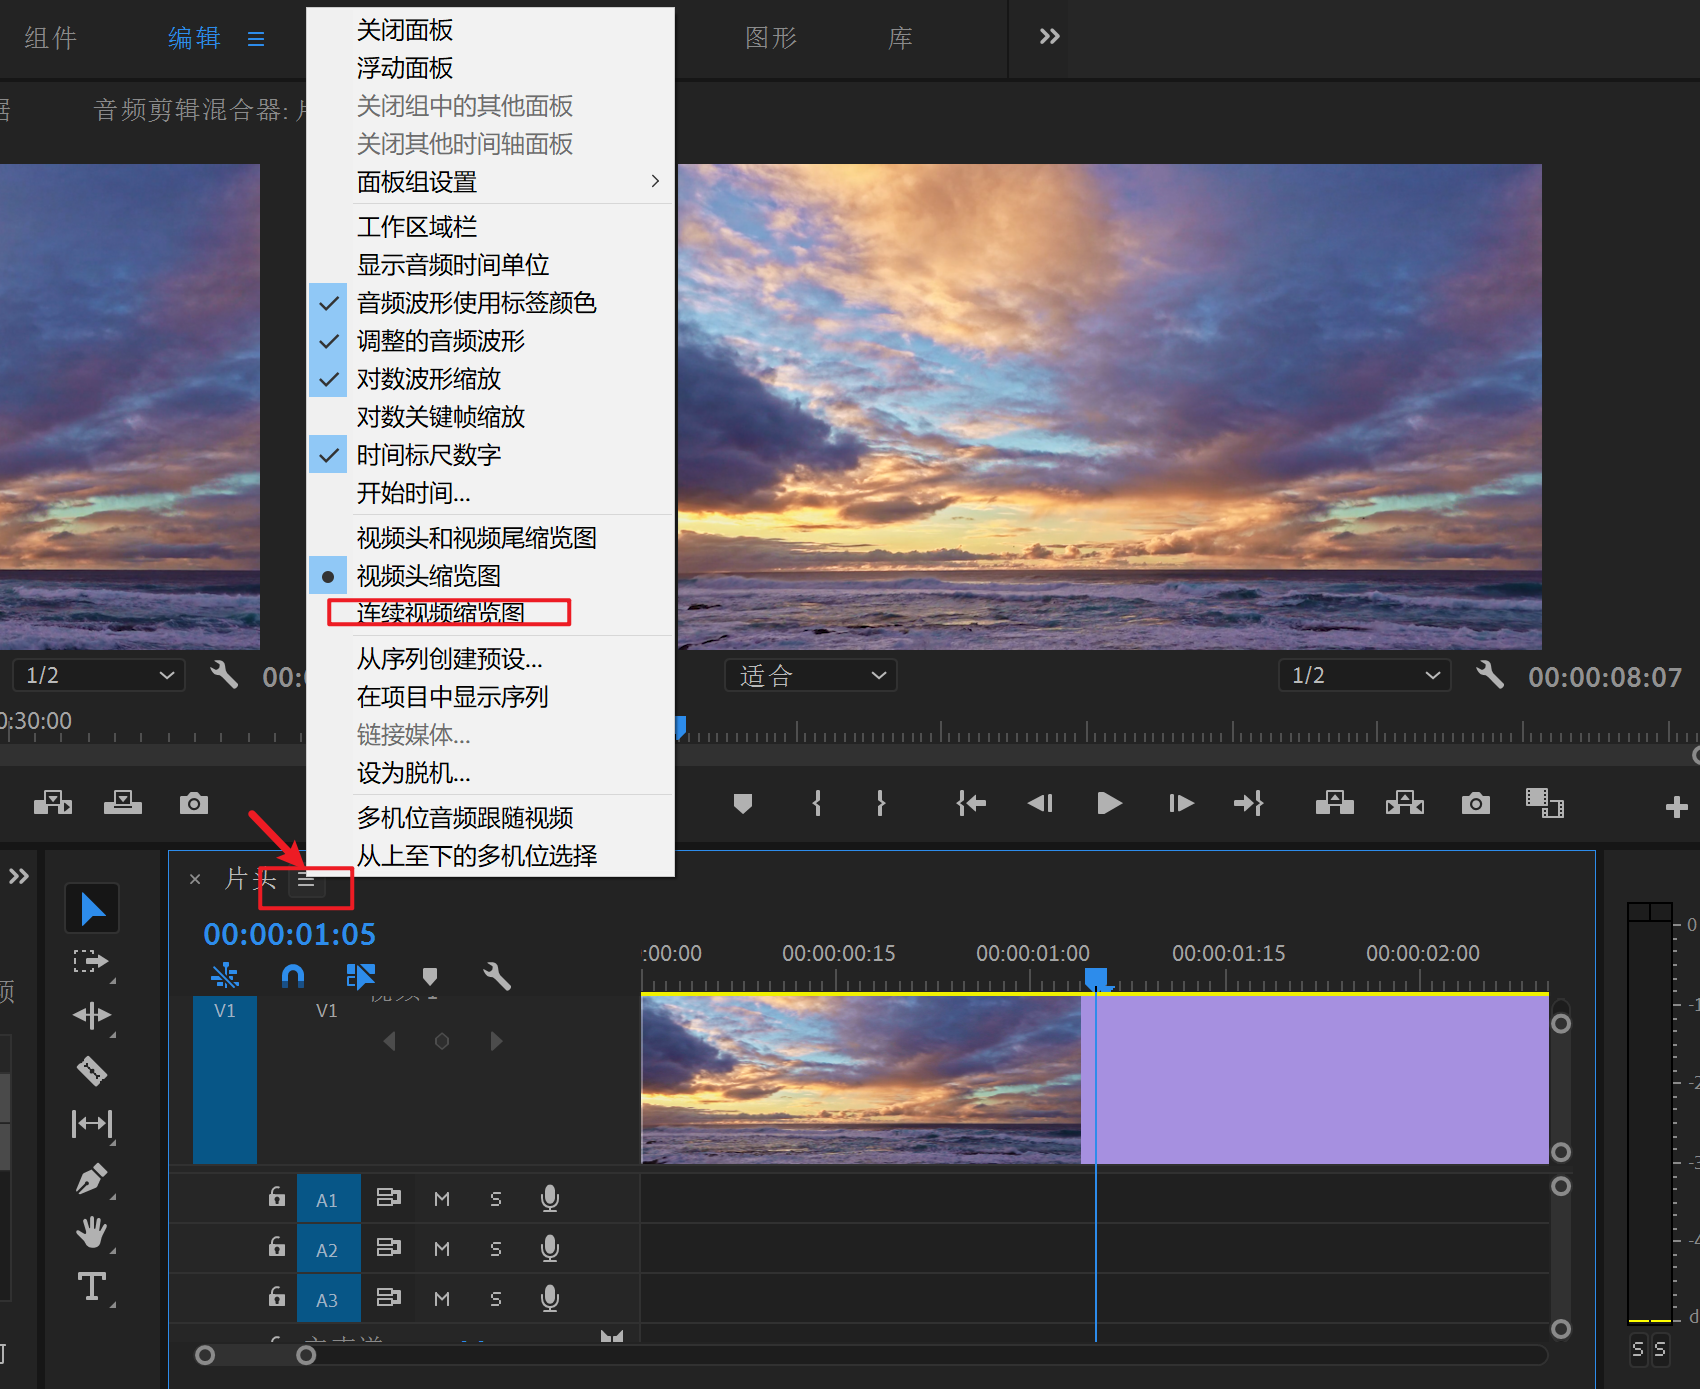 组件
编辑
图形
库
音频剪辑混合器:
关闭面板
浮动面板
关闭组中的其他面板
关闭其他时间轴面板
面板组设置
工作区域栏
显示音频时间单位
音频波形使用标签颜色
调整的音频波形
对数波形缩放
对数关键帧缩放
时间标尺数字
开始时间...
视频头和视频尾缩览图
视频头缩览图
连续视频缩览图
从序列创建预设...
在项目中显示序列
链接媒体...
设为脱机...
多机位音频跟随视频
从上至下的多机位选择
1/2
00:0
适合
1/2
00:00:08:07
0:30:00
× 片头
00:00:01:05
:00:00
00:00:00:15
00:00:01:00
00:00:01:15
00:00:02:00
V1
V1
A1 M S
A2 M S
A3 M S
0
-1
-2
-3
-4
d
S S